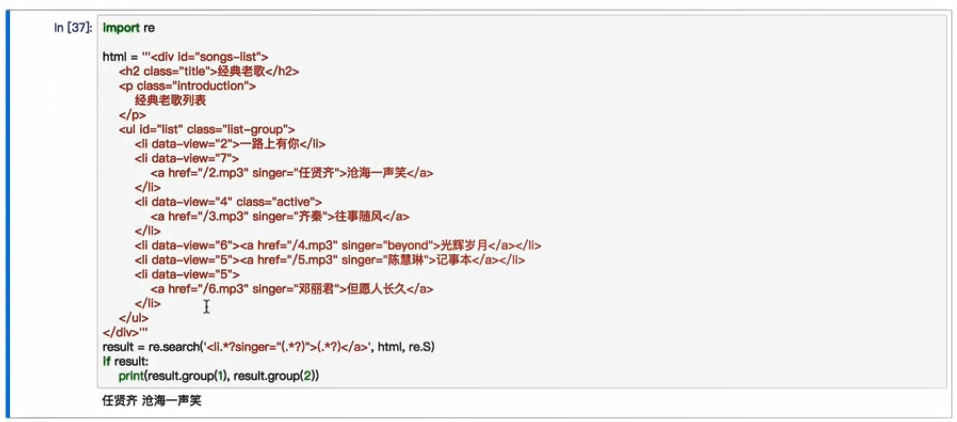 In [37]: import re
html = '''<div id="songs-list">
<h2 class="title">经典老歌</h2>
<p class="introduction">
经典老歌列表
</p>
<ul id="list" class="list-group">
<li data-view="2">一路上有你</li>
<li data-view="7">
<a href="/2.mp3" singer="任贤齐">沧海一声笑</a>
</li>
<li data-view="4" class="active">
<a href="/3.mp3" singer="齐秦">往事随风</a>
</li>
<li data-view="6"><a href="/4.mp3" singer="beyond">光辉岁月</a></li>
<li data-view="5"><a href="/5.mp3" singer="陈慧琳">记事本</a></li>
<li data-view="5">
<a href="/6.mp3" singer="邓丽君">但愿人长久</a>
</li>
</ul>
</div>'''
result = re.search('<li.*?singer="(.*?)">(.*?)</a>', html, re.S)
if result:
print(result.group(1), result.group(2))
任贤齐 沧海一声笑